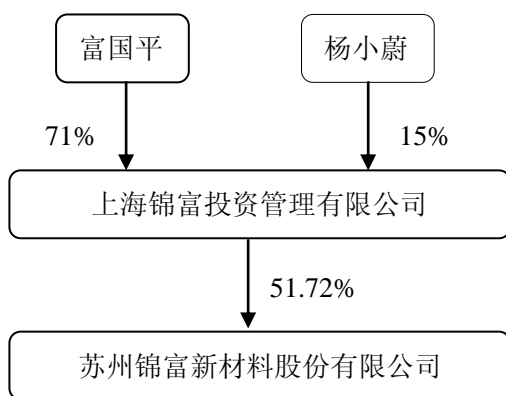 富国平
杨小蔚
71%
15%
上海锦富投资管理有限公司
51.72%
苏州锦富新材料股份有限公司